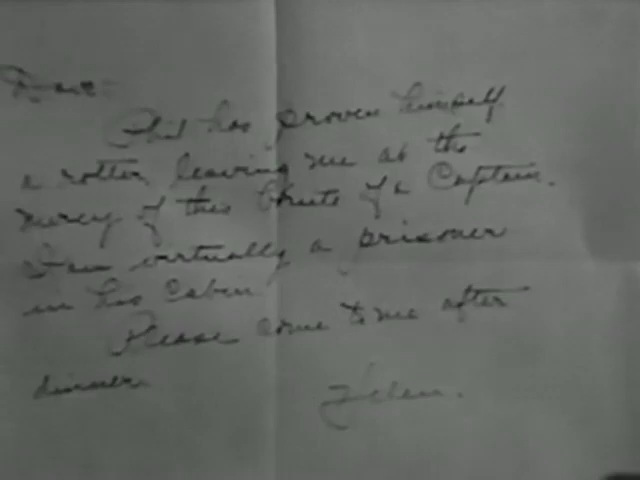 Dave -
Phil has proven himself
a rotter, leaving me at the
mercy of this brute of a Captain.
I am virtually a prisoner
in his cabin
Please come to me after
dinner.
Helen.